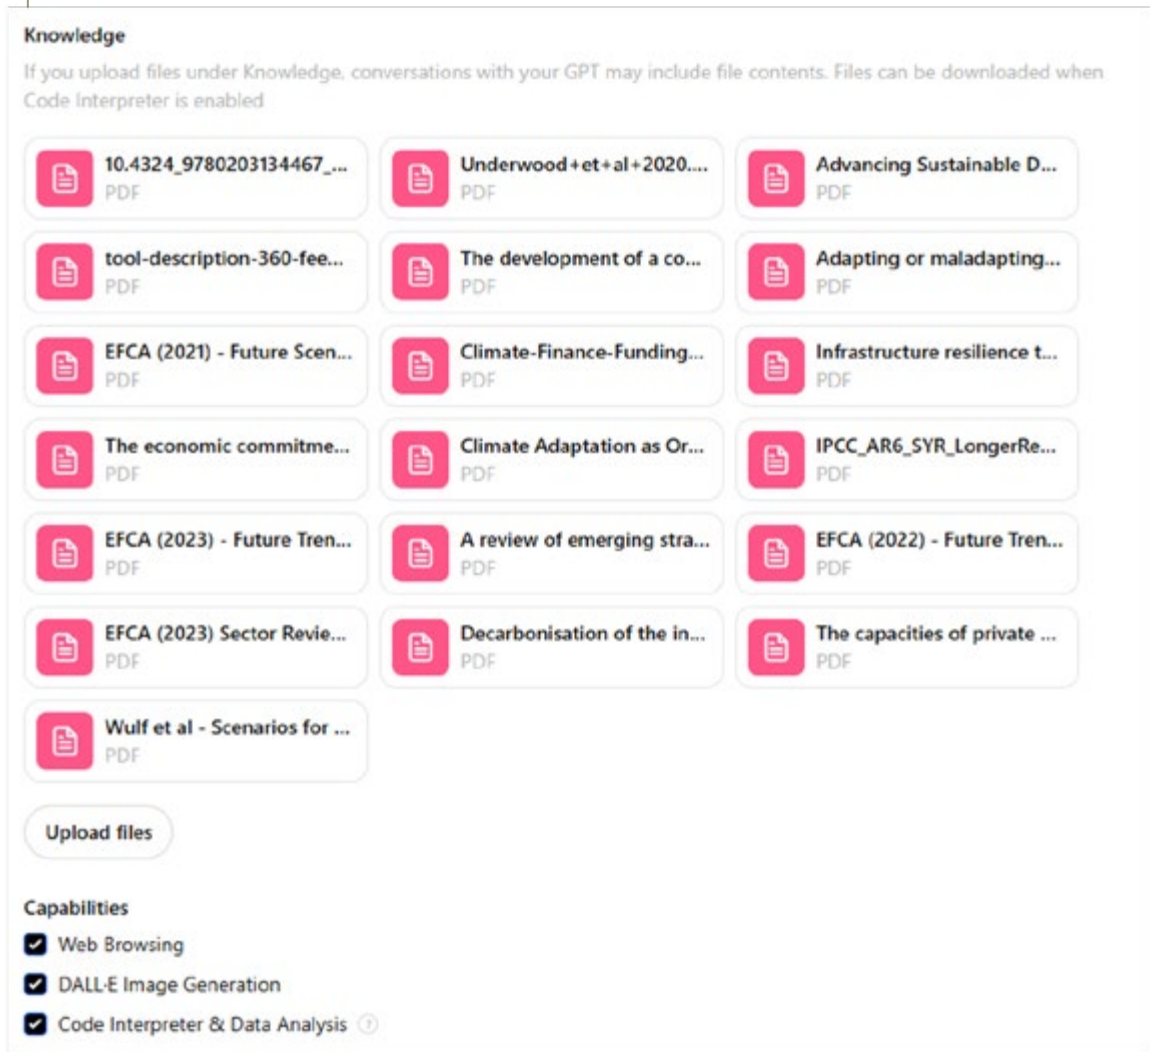 Knowledge
If you upload files under Knowledge, conversations with your GPT may include file contents. Files can be downloaded when
Code Interpreter is enabled
10.4324_9780203134467_...
PDF
Underwood+et+al+2020....
PDF
Advancing Sustainable D...
PDF
tool-description-360-fee...
PDF
The development of a co...
PDF
Adapting or maladapting...
PDF
EFCA (2021) - Future Scen...
PDF
Climate-Finance-Funding...
PDF
Infrastructure resilience t...
PDF
The economic commitme...
PDF
Climate Adaptation as Or...
PDF
IPCC_AR6_SYR_LongerRe...
PDF
EFCA (2023) - Future Tren...
PDF
A review of emerging stra...
PDF
EFCA (2022) - Future Tren...
PDF
EFCA (2023) Sector Revie...
PDF
Decarbonisation of the in...
PDF
The capacities of private ...
PDF
Wulf et al - Scenarios for ...
PDF
Upload files
Capabilities
Web Browsing
DALL·E Image Generation
Code Interpreter & Data Analysis ?